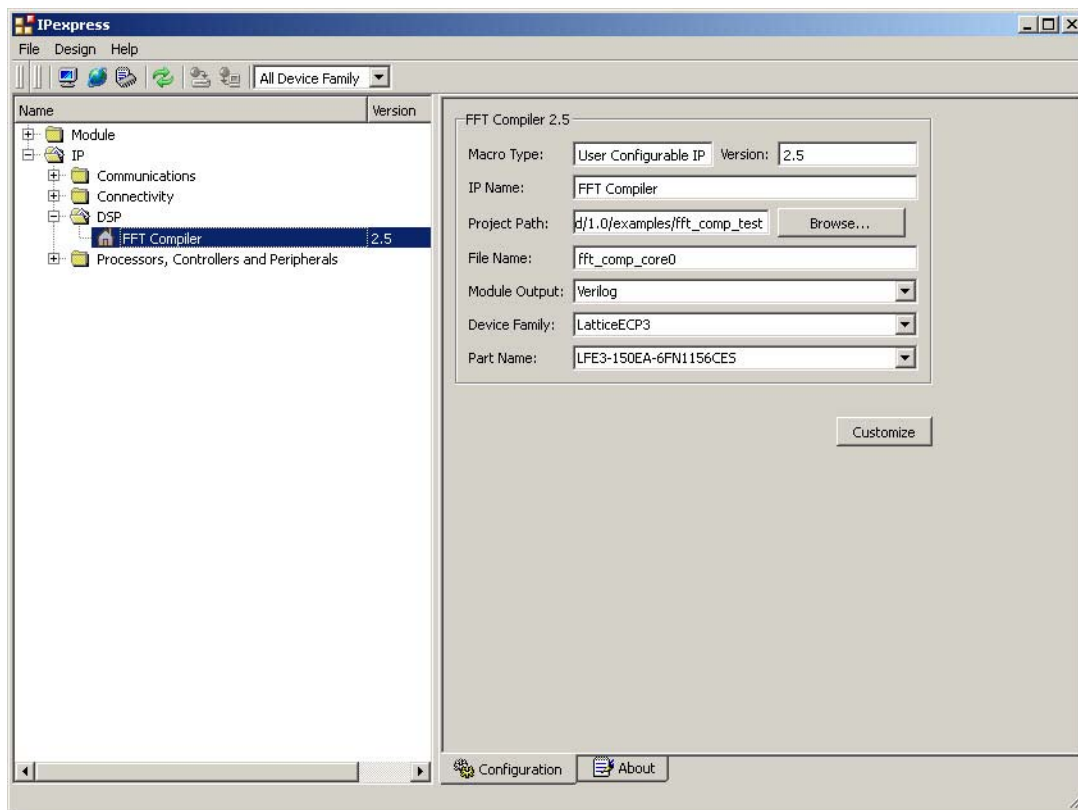 IPexpress
File Design Help
All Device Family
Name Version
Module
IP
Communications
Connectivity
DSP
FFT Compiler 2.5
Processors, Controllers and Peripherals
FFT Compiler 2.5
Macro Type: User Configurable IP Version: 2.5
IP Name: FFT Compiler
Project Path: d/1.0/examples/fft_comp_test Browse...
File Name: fft_comp_core0
Module Output: Verilog
Device Family: LatticeECP3
Part Name: LFE3-150EA-6FN1156CES
Customize
Configuration About